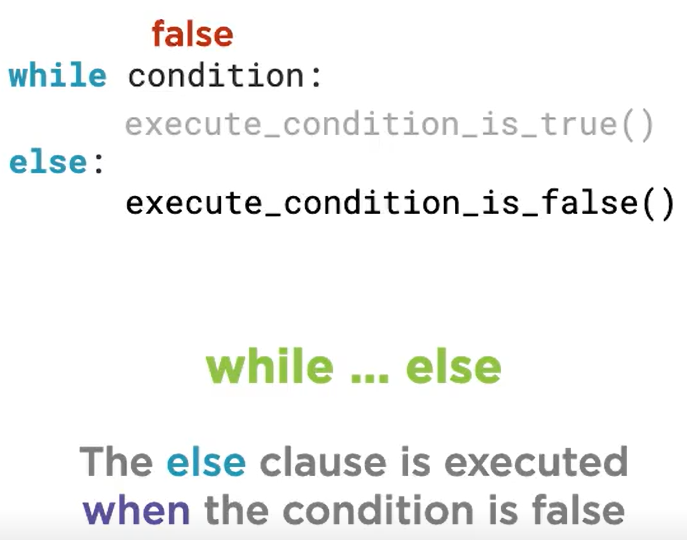 false
while condition:
execute_condition_is_true()
else:
execute_condition_is_false()
while ... else
The else clause is executed
when the condition is false